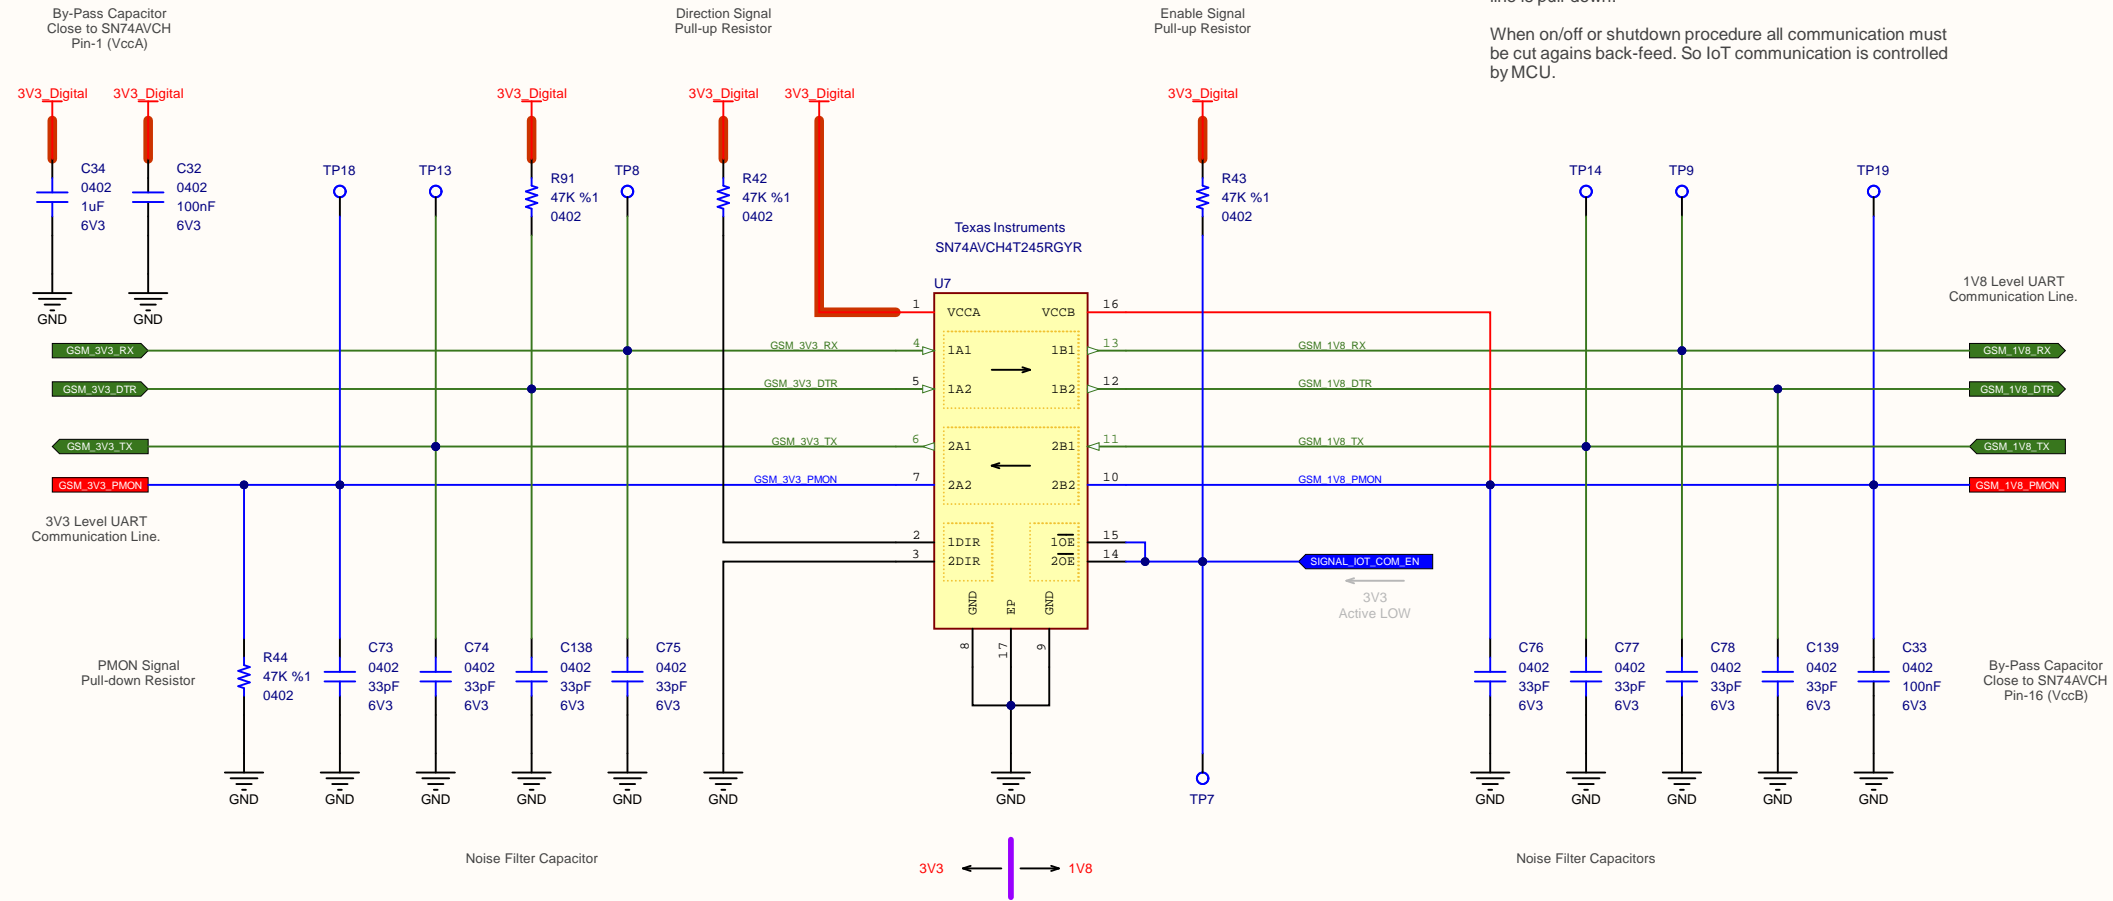 By-Pass Capacitor
Close to SN74AVCH
Pin-1 (VccA)
Direction Signal
Pull-up Resistor
Enable Signal
Pull-up Resistor
line is pull-down.
When on/off or shutdown procedure all communication must
be cut agains back-feed. So IoT communication is controlled
by MCU.
3V3_Digital
3V3_Digital
3V3_Digital
3V3_Digital
3V3_Digital
3V3_Digital
C34
0402
1uF
6V3
C32
0402
100nF
6V3
TP18
TP13
R91
47K %1
0402
TP8
R42
47K %1
0402
R43
47K %1
0402
TP14
TP9
TP19
GND
GND
Texas Instruments
SN74AVCH4T245RGYR
U7
1V8 Level UART
Communication Line.
1
VCCA
VCCB
16
GSM_3V3_RX
GSM_3V3_RX
4
1A1
1B1
13
GSM_1V8_RX
GSM_1V8_RX
GSM_3V3_DTR
GSM_3V3_DTR
5
1A2
1B2
12
GSM_1V8_DTR
GSM_1V8_DTR
GSM_3V3_TX
GSM_3V3_TX
6
2A1
2B1
11
GSM_1V8_TX
GSM_1V8_TX
GSM_3V3_PMON
GSM_3V3_PMON
7
2A2
2B2
10
GSM_1V8_PMON
GSM_1V8_PMON
3V3 Level UART
Communication Line.
2
1DIR
1OE
15
3
2DIR
2OE
14
SIGNAL_IOT_COM_EN
3V3
Active LOW
GND
EP
GND
8
17
9
PMON Signal
Pull-down Resistor
R44
47K %1
0402
C73
0402
33pF
6V3
C74
0402
33pF
6V3
C138
0402
33pF
6V3
C75
0402
33pF
6V3
C76
0402
33pF
6V3
C77
0402
33pF
6V3
C78
0402
33pF
6V3
C139
0402
33pF
6V3
C33
0402
100nF
6V3
By-Pass Capacitor
Close to SN74AVCH
Pin-16 (VccB)
GND
GND
GND
GND
GND
GND
GND
TP7
GND
GND
GND
GND
GND
Noise Filter Capacitor
3V3
1V8
Noise Filter Capacitors